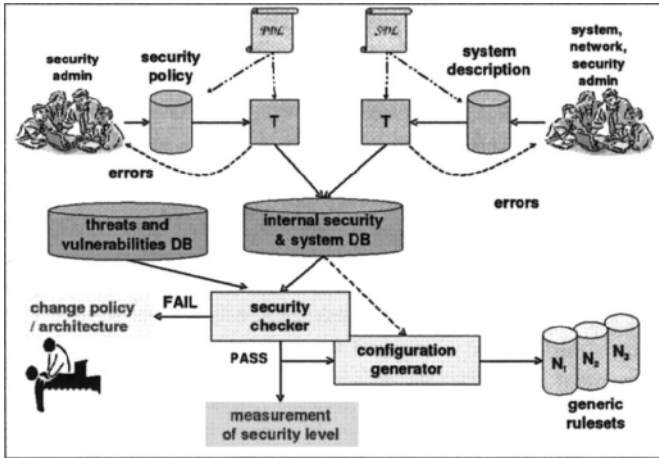 PDL
SDL
security
admin
security
policy
system
description
system,
network,
security
admin
T
T
errors
errors
threats and
vulnerabilities DB
internal security
& system DB
change policy
/ architecture
FAIL
security
checker
PASS
configuration
generator
N₁
N₂
N₃
generic
rulesets
measurement
of security level